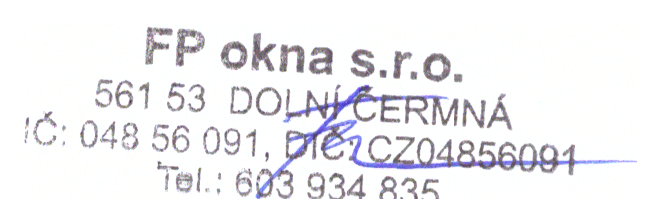 FP okna s.r.o.
561 53 DOLNÍ ČERMNÁ
IČ: 048 56 091, DIČ: CZ04856091
Tel.: 603 934 835